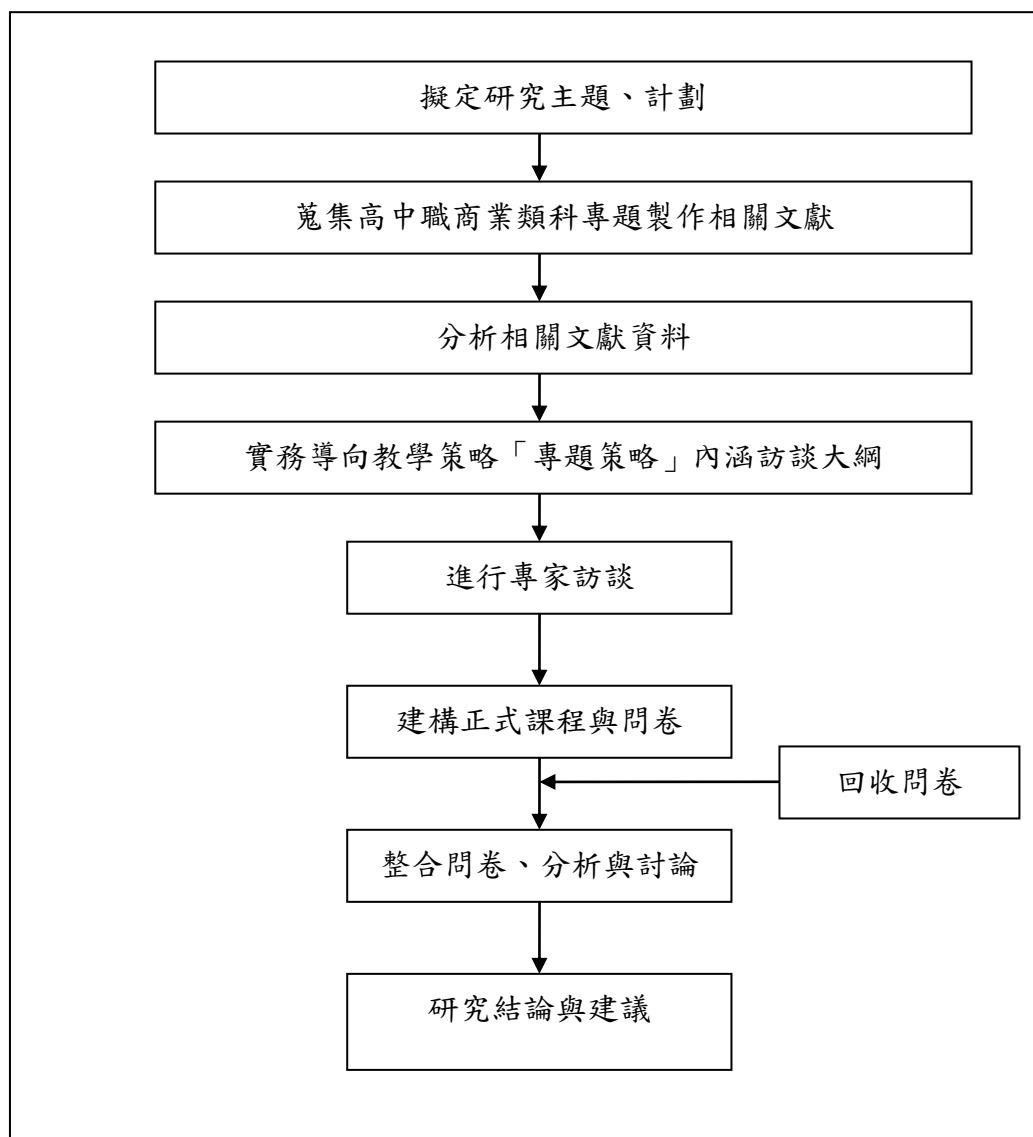 擬定研究主題、計劃
蒐集高中職商業類科專題製作相關文獻
分析相關文獻資料
實務導向教學策略「專題策略」內涵訪談大綱
進行專家訪談
建構正式課程與問卷
回收問卷
整合問卷、分析與討論
研究結論與建議